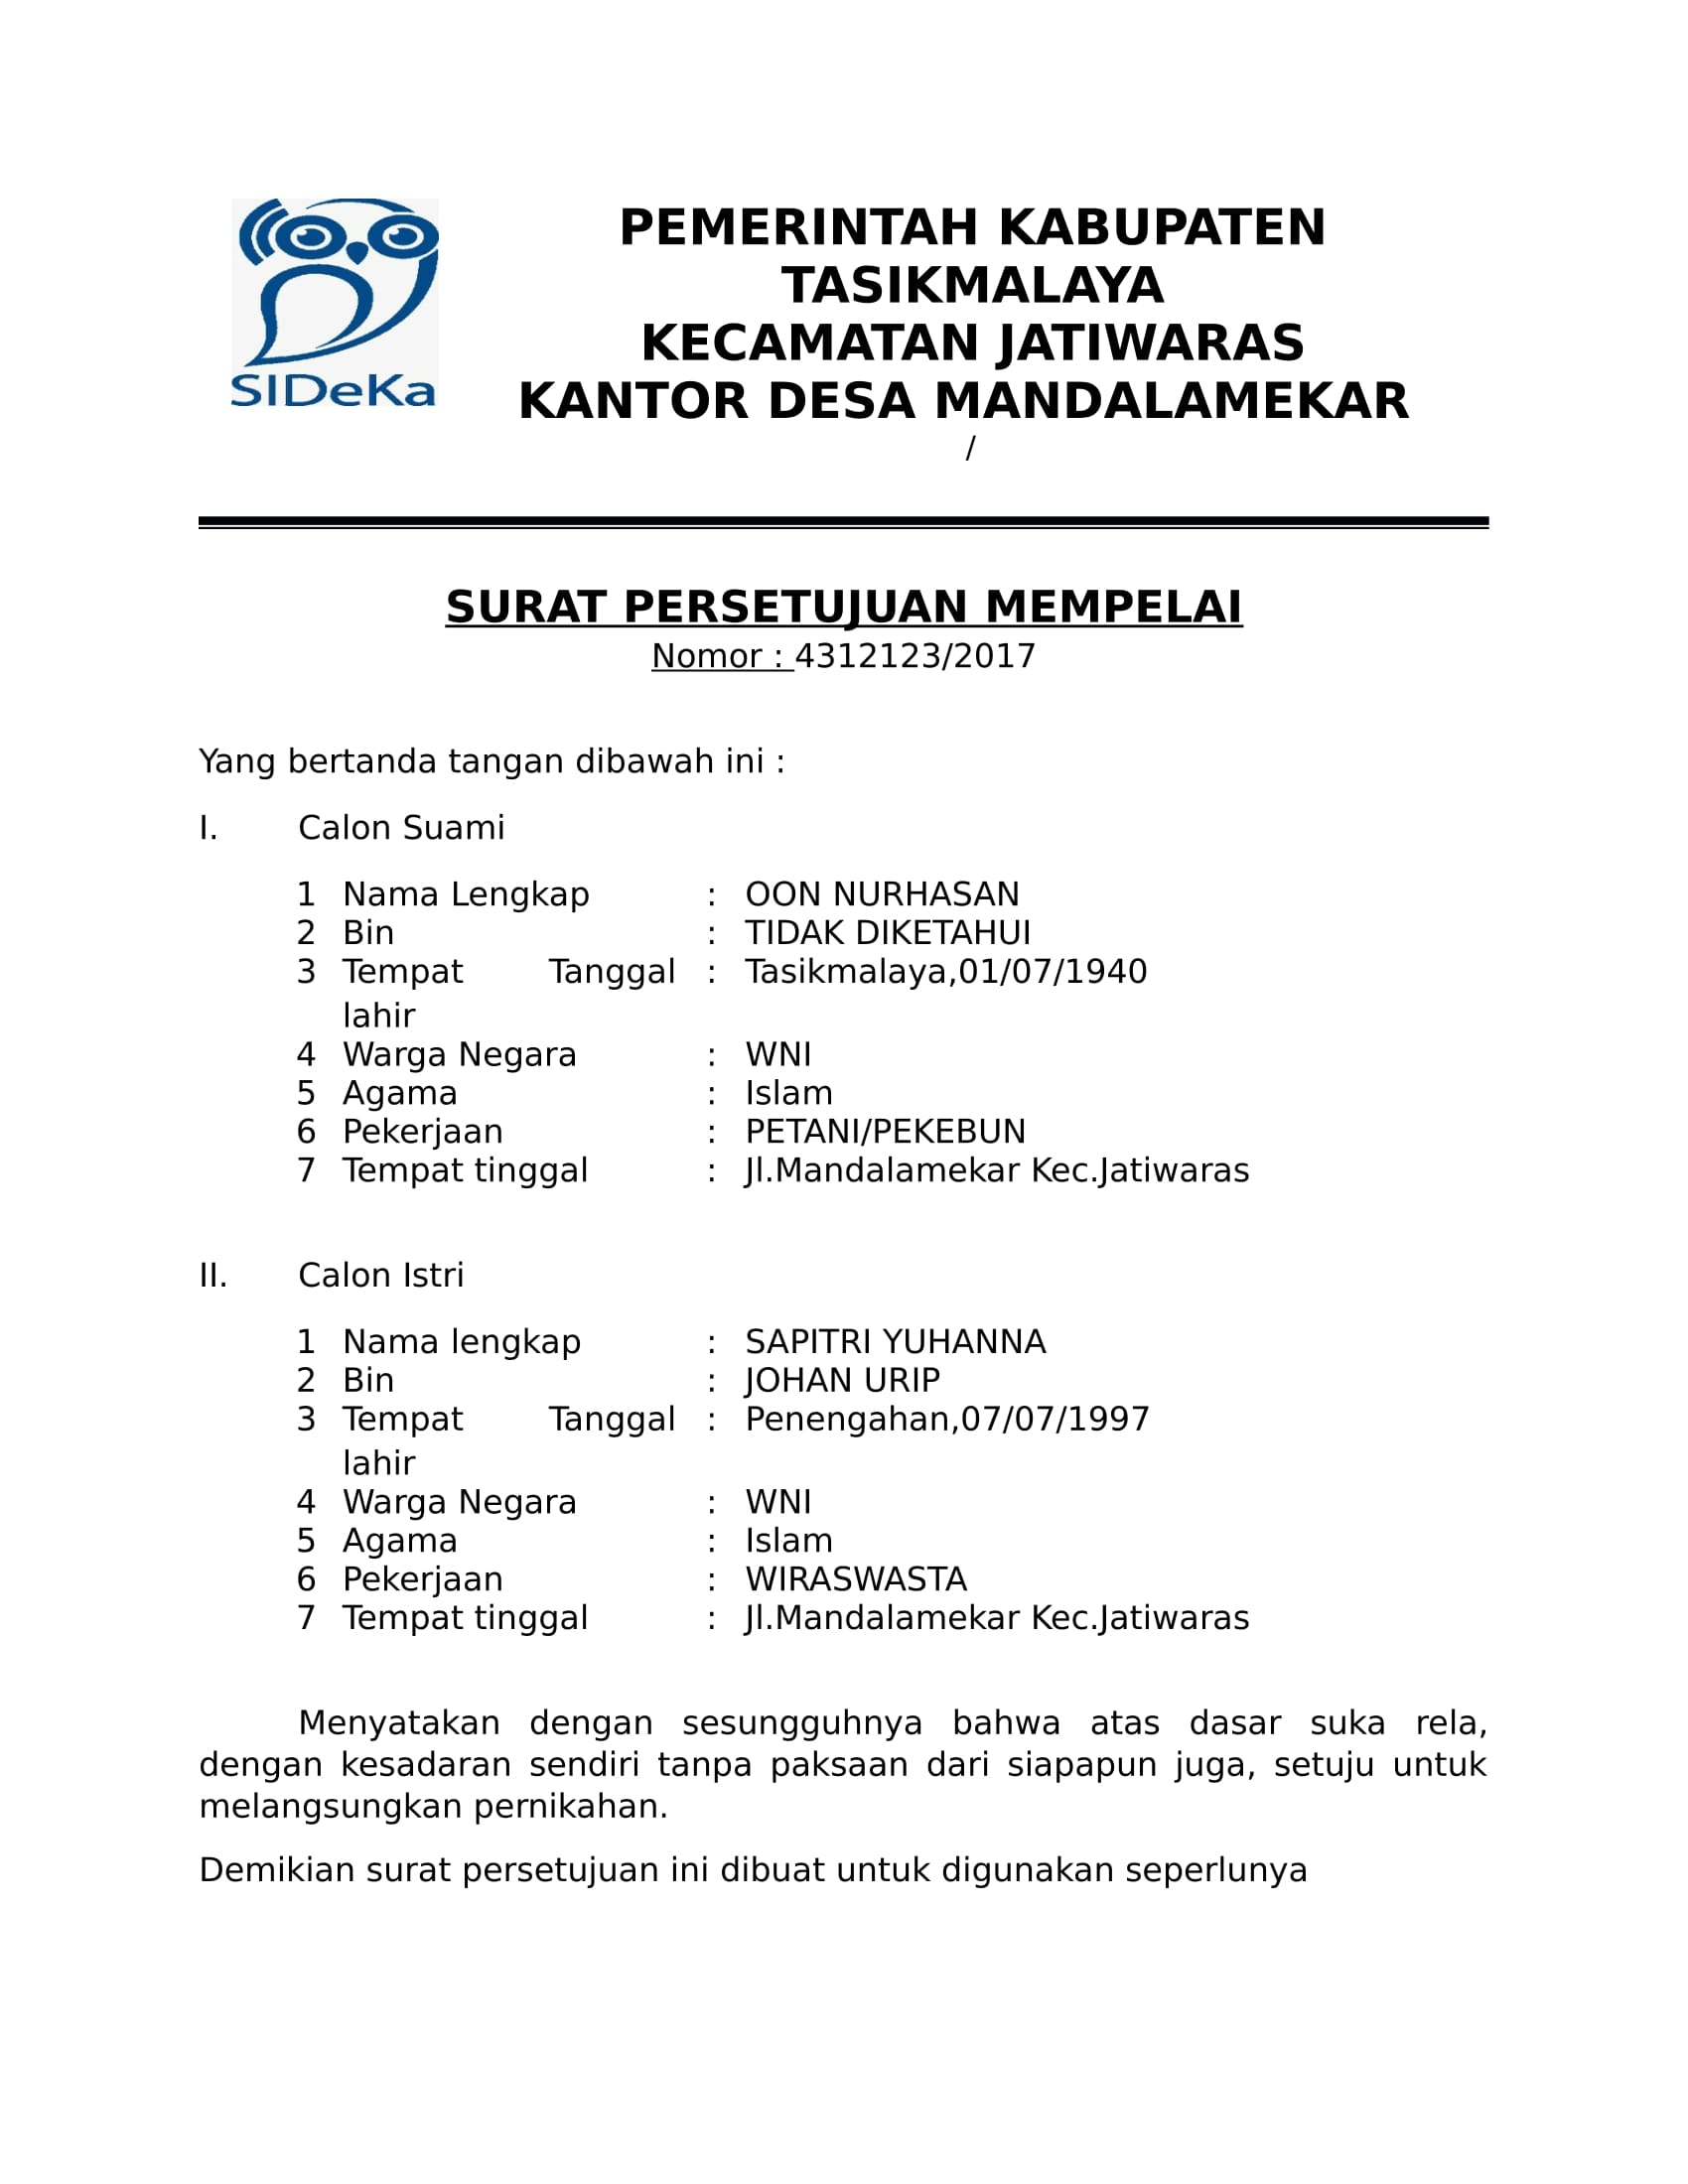 SIDeKa
PEMERINTAH KABUPATEN
TASIKMALAYA
KECAMATAN JATIWARAS
KANTOR DESA MANDALAMEKAR
/
SURAT PERSETUJUAN MEMPELAI
Nomor : 4312123/2017
Yang bertanda tangan dibawah ini :
I. Calon Suami
1 Nama Lengkap : OON NURHASAN
2 Bin : TIDAK DIKETAHUI
3 Tempat Tanggal : Tasikmalaya,01/07/1940
lahir
4 Warga Negara : WNI
5 Agama : Islam
6 Pekerjaan : PETANI/PEKEBUN
7 Tempat tinggal : Jl.Mandalamekar Kec.Jatiwaras
II. Calon Istri
1 Nama lengkap : SAPITRI YUHANNA
2 Bin : JOHAN URIP
3 Tempat Tanggal : Penengahan,07/07/1997
lahir
4 Warga Negara : WNI
5 Agama : Islam
6 Pekerjaan : WIRASWASTA
7 Tempat tinggal : Jl.Mandalamekar Kec.Jatiwaras
Menyatakan dengan sesungguhnya bahwa atas dasar suka rela,
dengan kesadaran sendiri tanpa paksaan dari siapapun juga, setuju untuk
melangsungkan pernikahan.
Demikian surat persetujuan ini dibuat untuk digunakan seperlunya